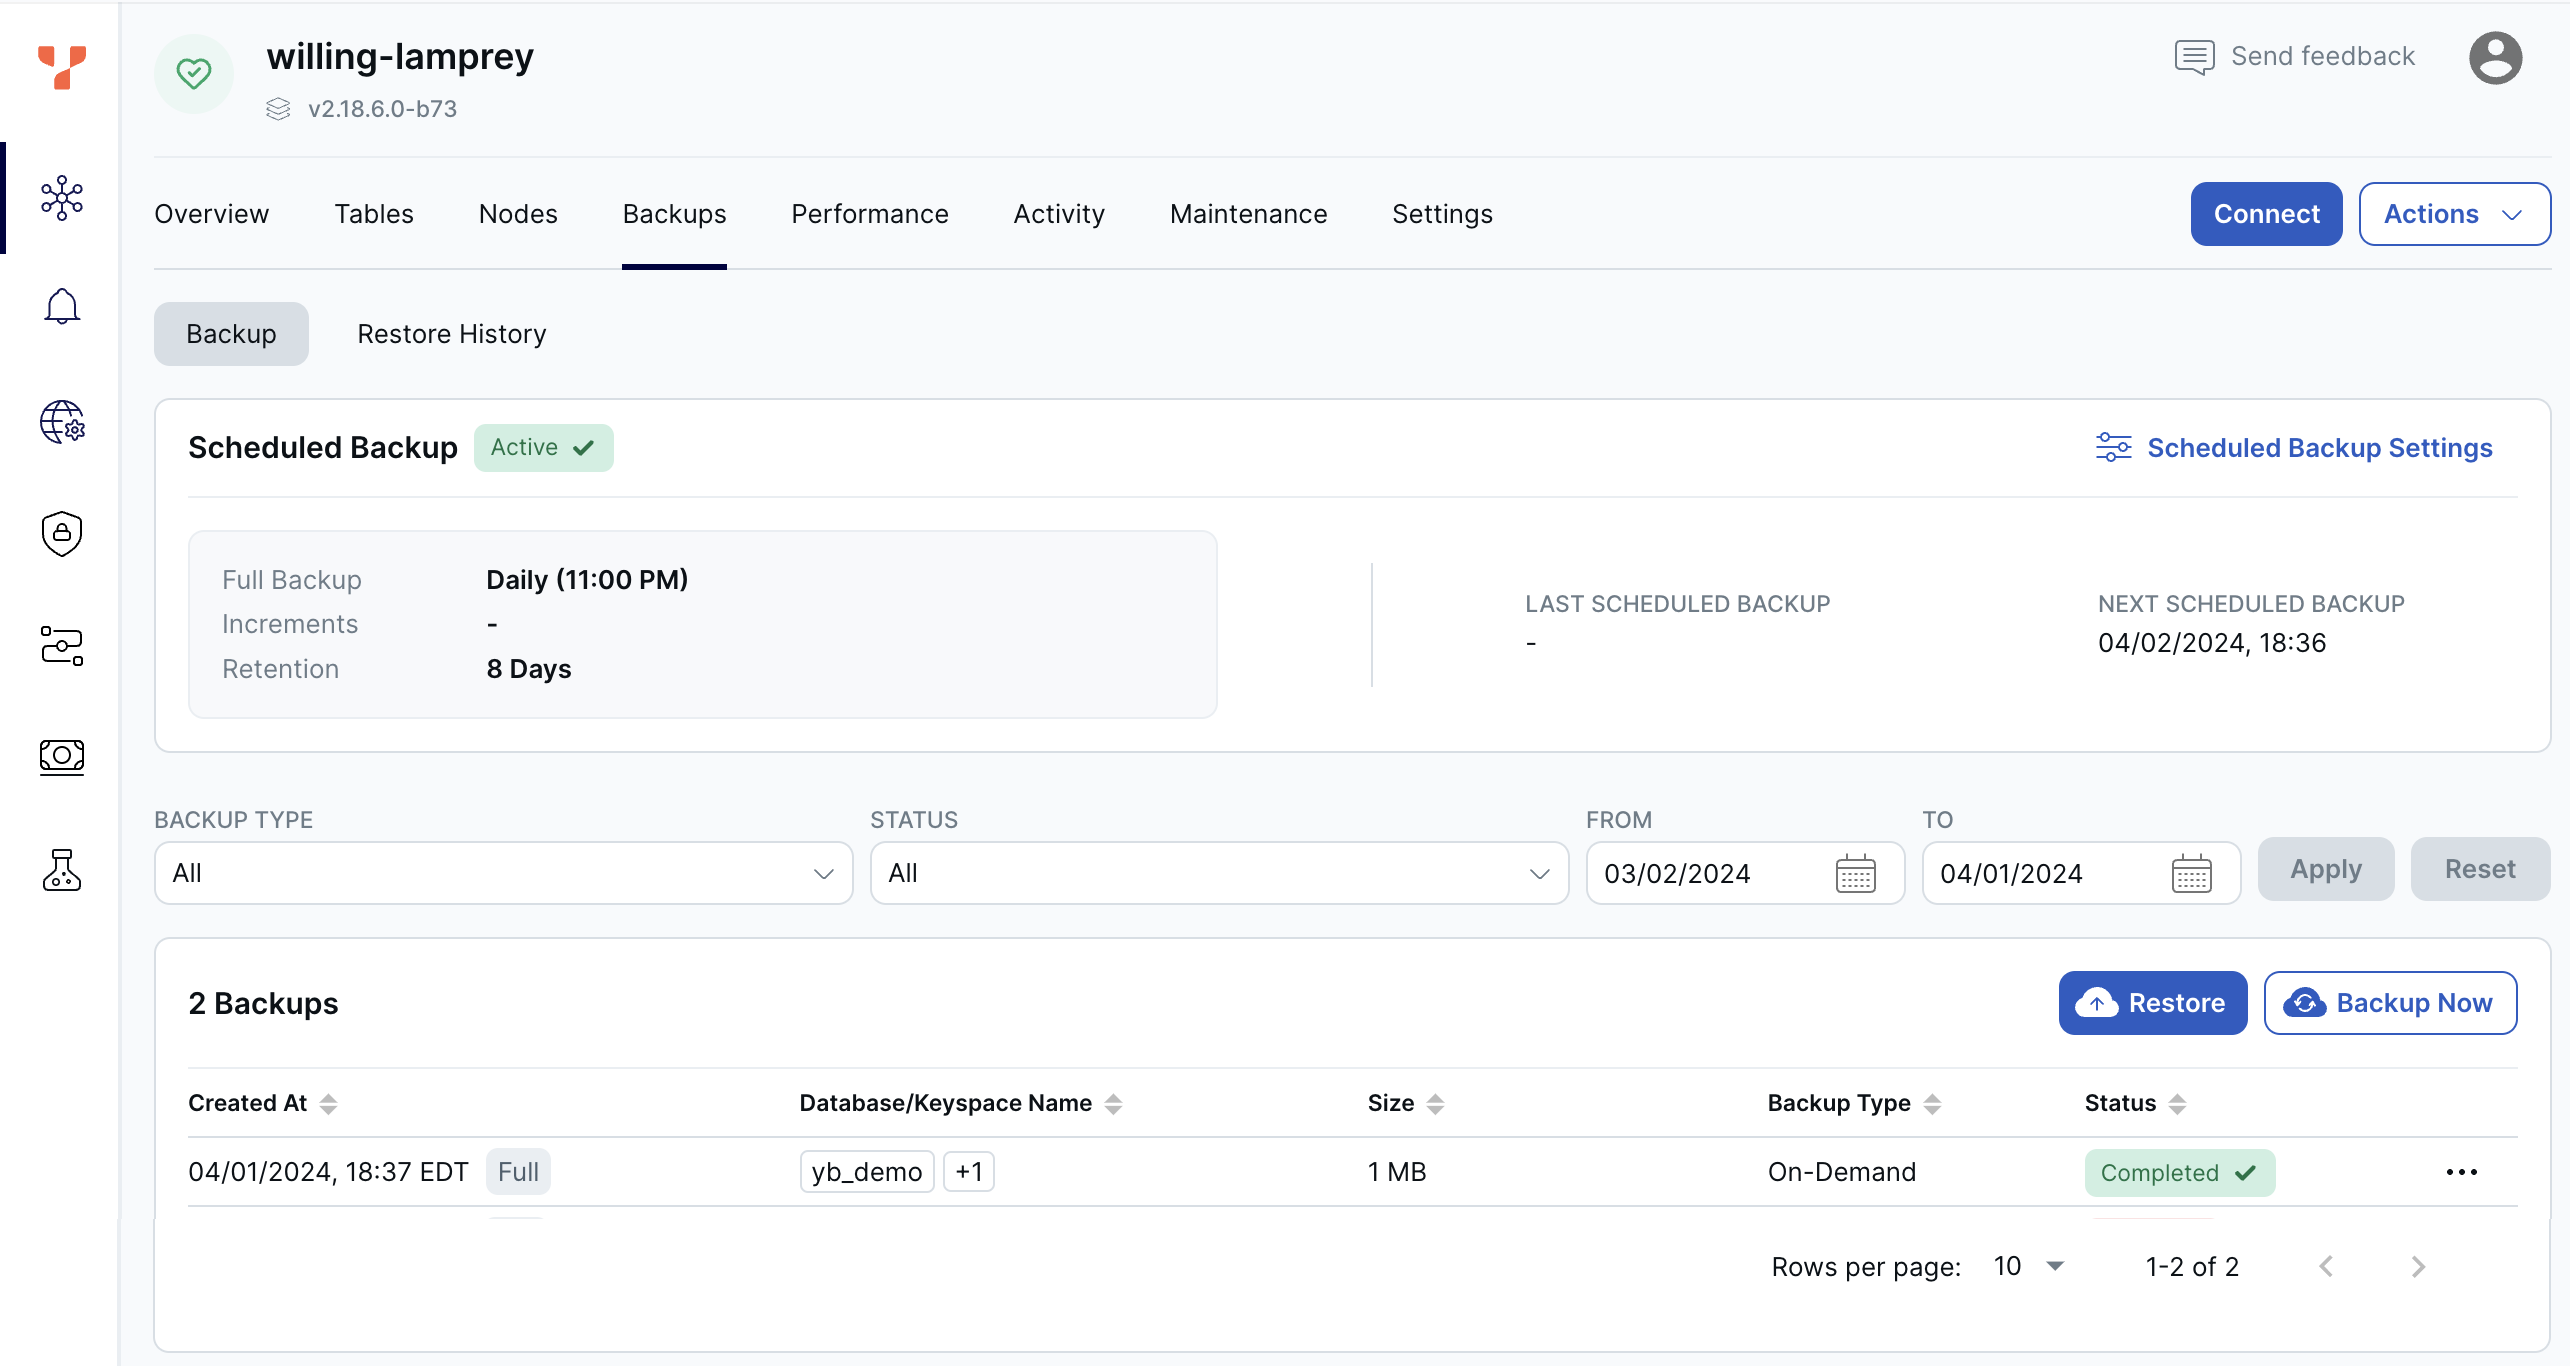 willing-lamprey
v2.18.6.0-b73
Send feedback
Overview Tables Nodes Backups Performance Activity Maintenance Settings
Connect Actions
Backup Restore History
Scheduled Backup Active
Scheduled Backup Settings
Full Backup Daily (11:00 PM)
Increments -
Retention 8 Days
LAST SCHEDULED BACKUP
-
NEXT SCHEDULED BACKUP
04/02/2024, 18:36
BACKUP TYPE STATUS FROM TO
All All 03/02/2024 04/01/2024 Apply Reset
2 Backups Restore Backup Now
Created At Database/Keyspace Name Size Backup Type Status
04/01/2024, 18:37 EDT Full yb_demo +1 1 MB On-Demand Completed
Rows per page: 10 1-2 of 2